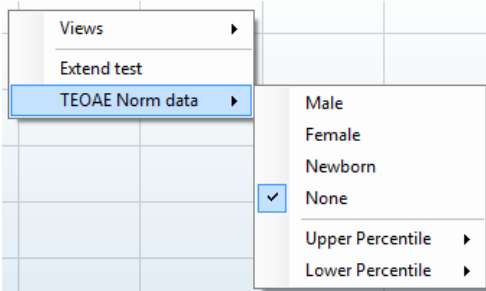 Views
Extend test
TEOAE Norm data
Male
Female
Newborn
None
Upper Percentile
Lower Percentile